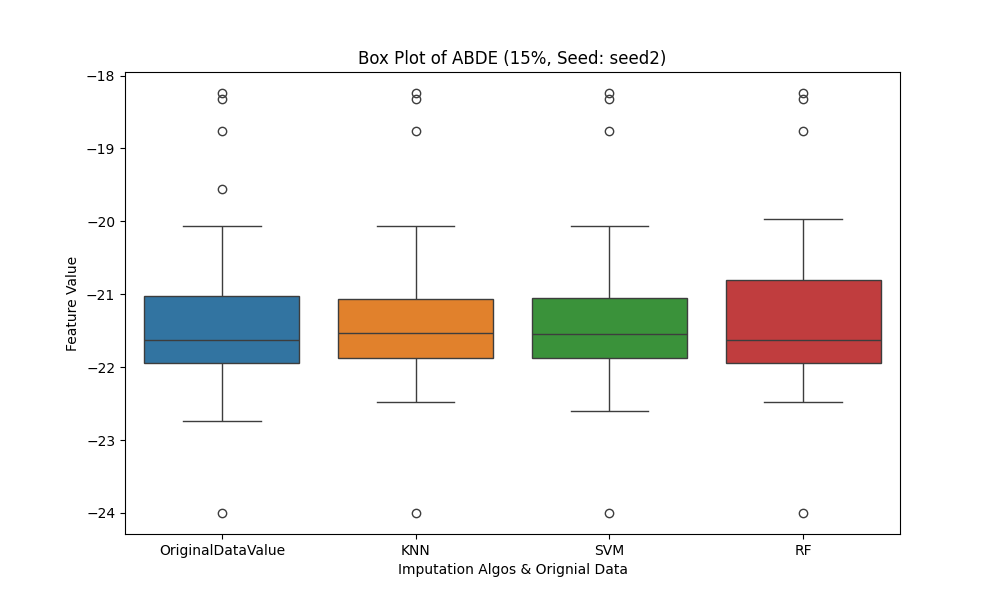 Box Plot of ABDE (15%, Seed: seed2)
−18
−19
−20
−21
−22
−23
−24
Feature Value
OriginalDataValue KNN SVM RF
Imputation Algos & Orignial Data